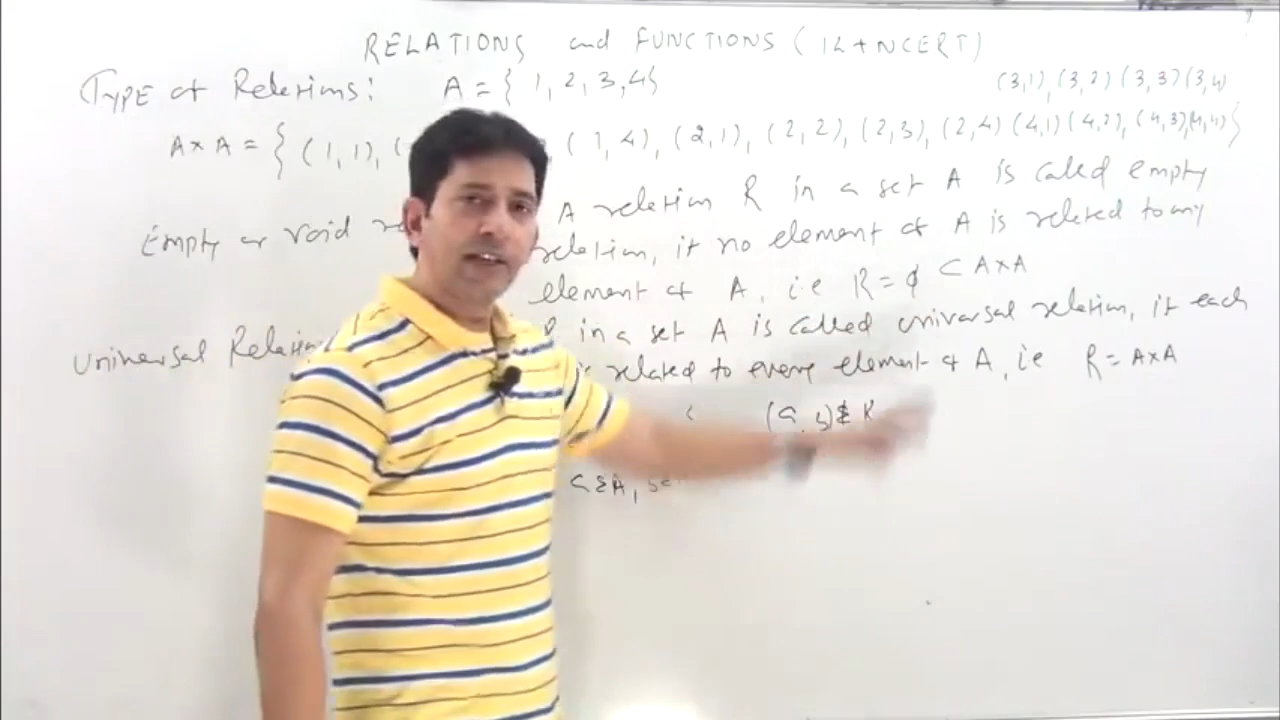 RELATIONS and FUNCTIONS (12th NCERT)
Type of Relations: A = { 1, 2, 3, 4}
(3,1), (3,2) (3,3) (3,4)
A×A = { (1,1), ( (1,4), (2,1), (2,2), (2,3), (2,4) (4,1) (4,2), (4,3), (4,4) }
Empty or void A relation R in a set A is called empty
relation, if no element of A is related to any
element of A, i.e R = ϕ ⊂ A×A
Universal Relation R in a set A is called universal relation, if each
related to every element of A, i.e R = A×A
(a, b) R
a ∈ A,